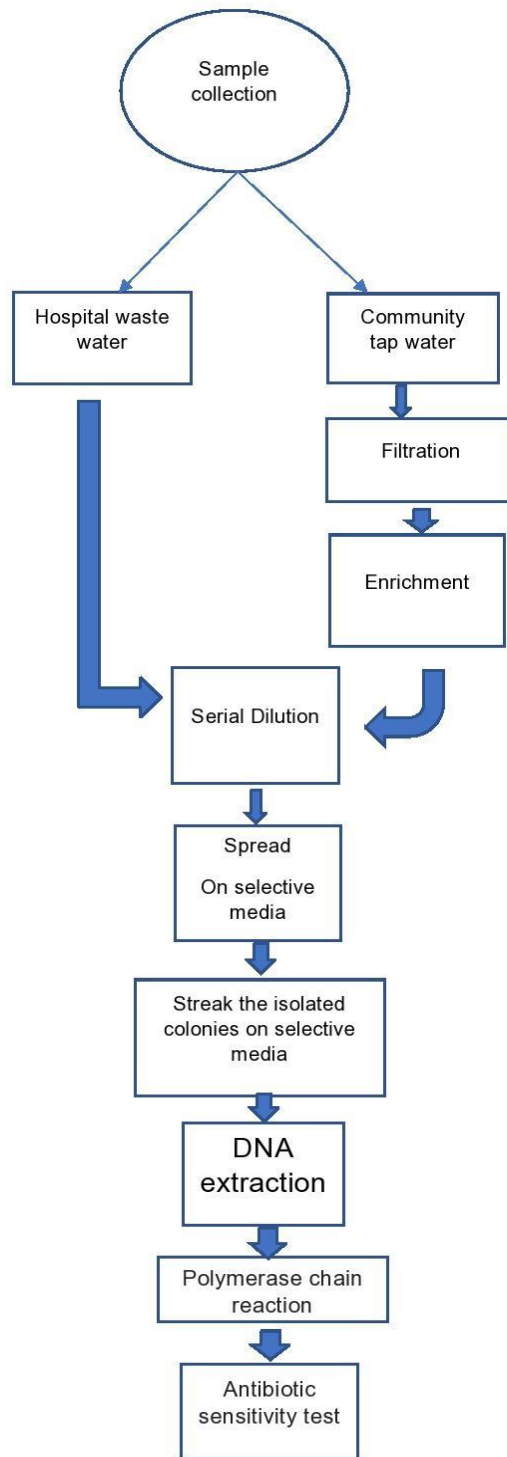 Sample
collection
Hospital waste
water
Community
tap water
Filtration
Enrichment
Serial Dilution
Spread
On selective
media
Streak the isolated
colonies on selective
media
DNA
extraction
Polymerase chain
reaction
Antibiotic
sensitivity test